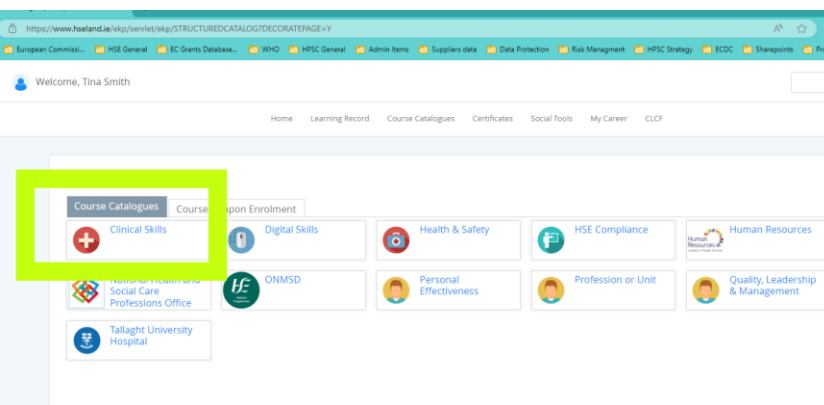 https://www.hseland.ie/ekp/servlet/ekp/STRUCTUREDCATALOG?DECORATEPAGE=Y
European Commissi... HSE General EC Grants Database... WHO HPSC General Admin Items Suppliers data Data Protection Risk Managment HPSC Strategy ECDC Sharepoints
Welcome, Tina Smith
Home Learning Record Course Catalogues Certificates Social Tools My Career CLCF
Course Catalogues Course upon Enrolment
Clinical Skills
Digital Skills
Health & Safety
HSE Compliance
Human Resources
Human Resources
National Health and
Social Care
Professions Office
ONMSD
Personal
Effectiveness
Profession or Unit
Quality, Leadership
& Management
Tallaght University
Hospital